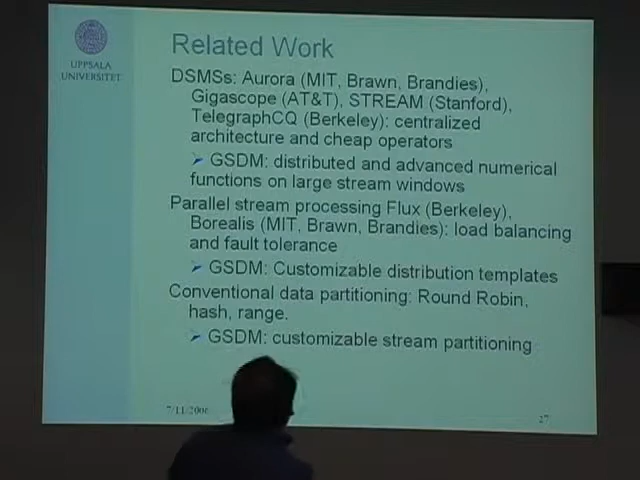 UPPSALA
UNIVERSITET
Related Work
DSMSs: Aurora (MIT, Brawn, Brandies),
Gigascope (AT&T), STREAM (Stanford),
TelegraphCQ (Berkeley): centralized
architecture and cheap operators
➢ GSDM: distributed and advanced numerical
functions on large stream windows
Parallel stream processing Flux (Berkeley),
Borealis (MIT, Brawn, Brandies): load balancing
and fault tolerance
➢ GSDM: Customizable distribution templates
Conventional data partitioning: Round Robin,
hash, range.
➢ GSDM: customizable stream partitioning
27